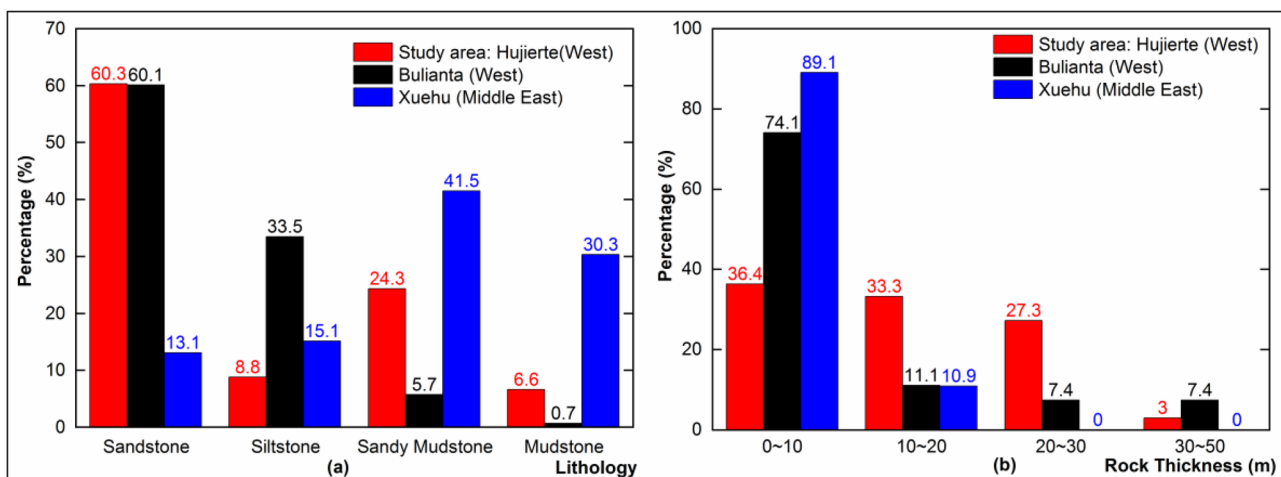 70
60
50
40
30
20
10
0
Percentage (%)
Study area: Hujierte(West)
Bulianta (West)
Xuehu (Middle East)
60.3
60.1
13.1
8.8
33.5
15.1
24.3
5.7
41.5
6.6
0.7
30.3
Sandstone
Siltstone
Sandy Mudstone
Mudstone
(a)
Lithology
100
80
60
40
20
0
Percentage (%)
Study area: Hujierte (West)
Bulianta (West)
Xuehu (Middle East)
36.4
74.1
89.1
33.3
11.1
10.9
27.3
7.4
0
3
7.4
0
0~10
10~20
20~30
30~50
(b)
Rock Thickness (m)